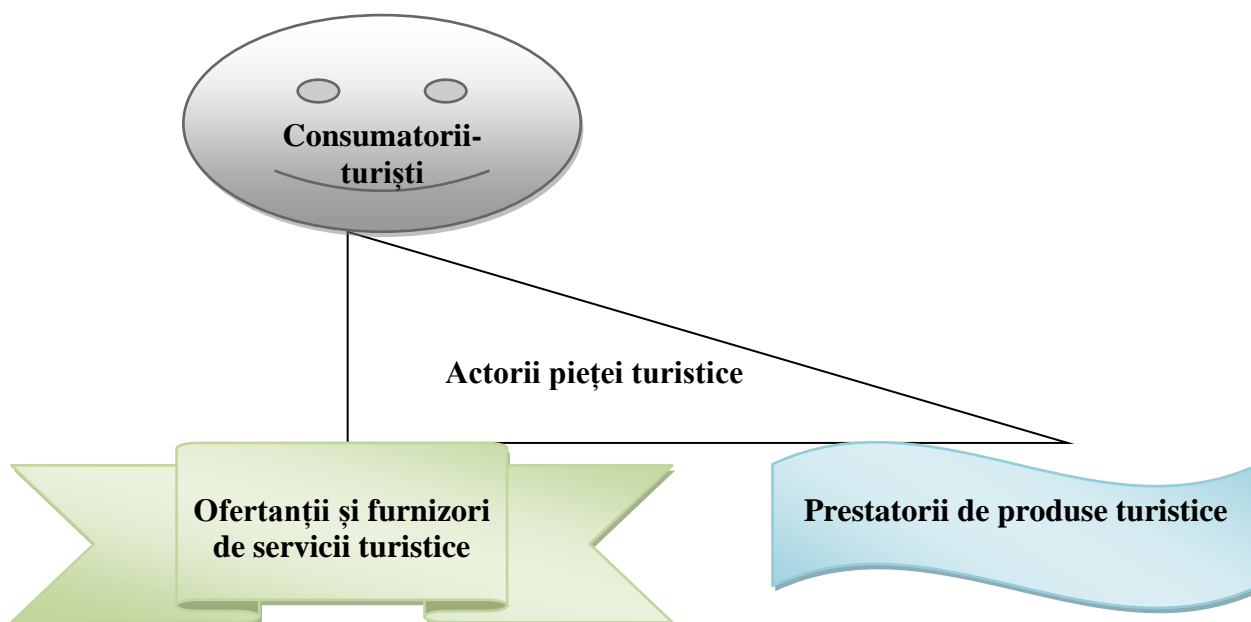 Consumatorii-
turiști
Actorii pieței turistice
Ofertanții și furnizori
de servicii turistice
Prestatorii de produse turistice